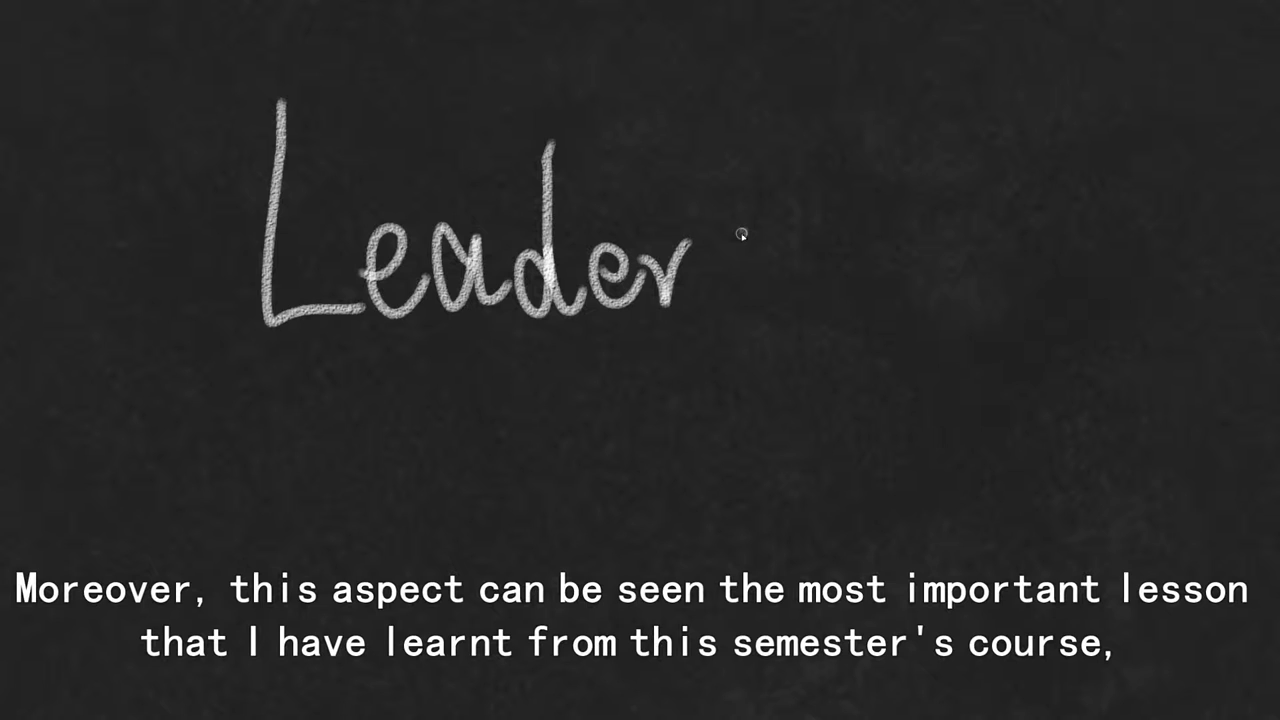 Leader
Moreover, this aspect can be seen the most important lesson
that I have learnt from this semester's course,